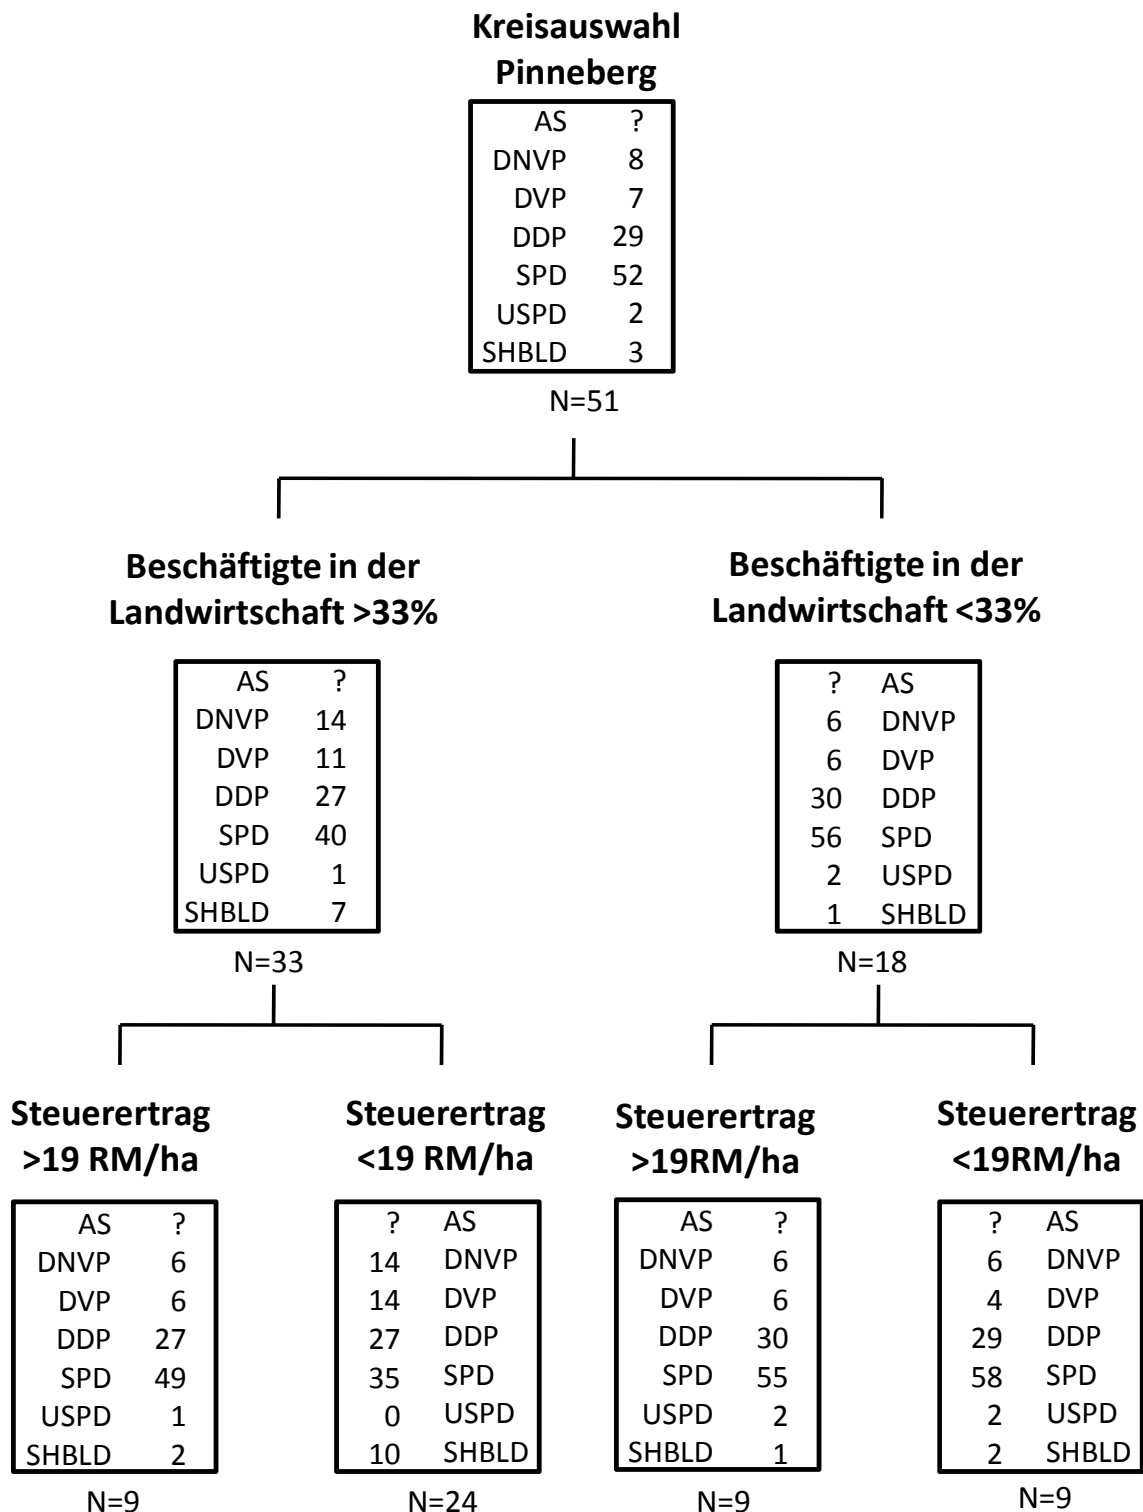 Kreisauswahl
Pinneberg
AS ?
DNVP 8
DVP 7
DDP 29
SPD 52
USPD 2
SHBLD 3
N=51
Beschäftigte in der
Landwirtschaft >33%
AS ?
DNVP 14
DVP 11
DDP 27
SPD 40
USPD 1
SHBLD 7
N=33
Beschäftigte in der
Landwirtschaft <33%
? AS
6 DNVP
6 DVP
30 DDP
56 SPD
2 USPD
1 SHBLD
N=18
Steuerertrag
>19 RM/ha
AS ?
DNVP 6
DVP 6
DDP 27
SPD 49
USPD 1
SHBLD 2
N=9
Steuerertrag
<19 RM/ha
? AS
14 DNVP
14 DVP
27 DDP
35 SPD
0 USPD
10 SHBLD
N=24
Steuerertrag
>19RM/ha
AS ?
DNVP 6
DVP 6
DDP 30
SPD 55
USPD 2
SHBLD 1
N=9
Steuerertrag
<19RM/ha
? AS
6 DNVP
4 DVP
29 DDP
58 SPD
2 USPD
2 SHBLD
N=9